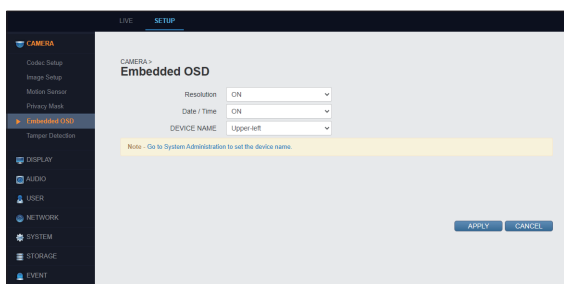 LIVE SETUP
CAMERA
Codec Setup
Image Setup
Motion Sensor
Privacy Mask
Embedded OSD
Tamper Detection
DISPLAY
AUDIO
USER
NETWORK
SYSTEM
STORAGE
EVENT
CAMERA >
Embedded OSD
Resolution ON
Date / Time ON
DEVICE NAME Upper-left
Note - Go to System Administration to set the device name.
APPLY CANCEL